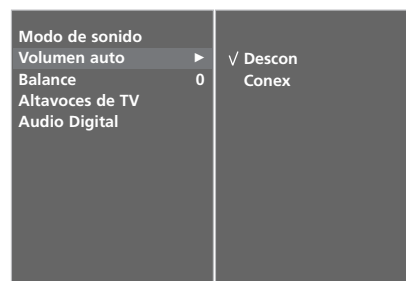 Modo de sonido
Volumen auto ►
Balance 0
Altavoces de TV
Audio Digital
√ Descon
Conex